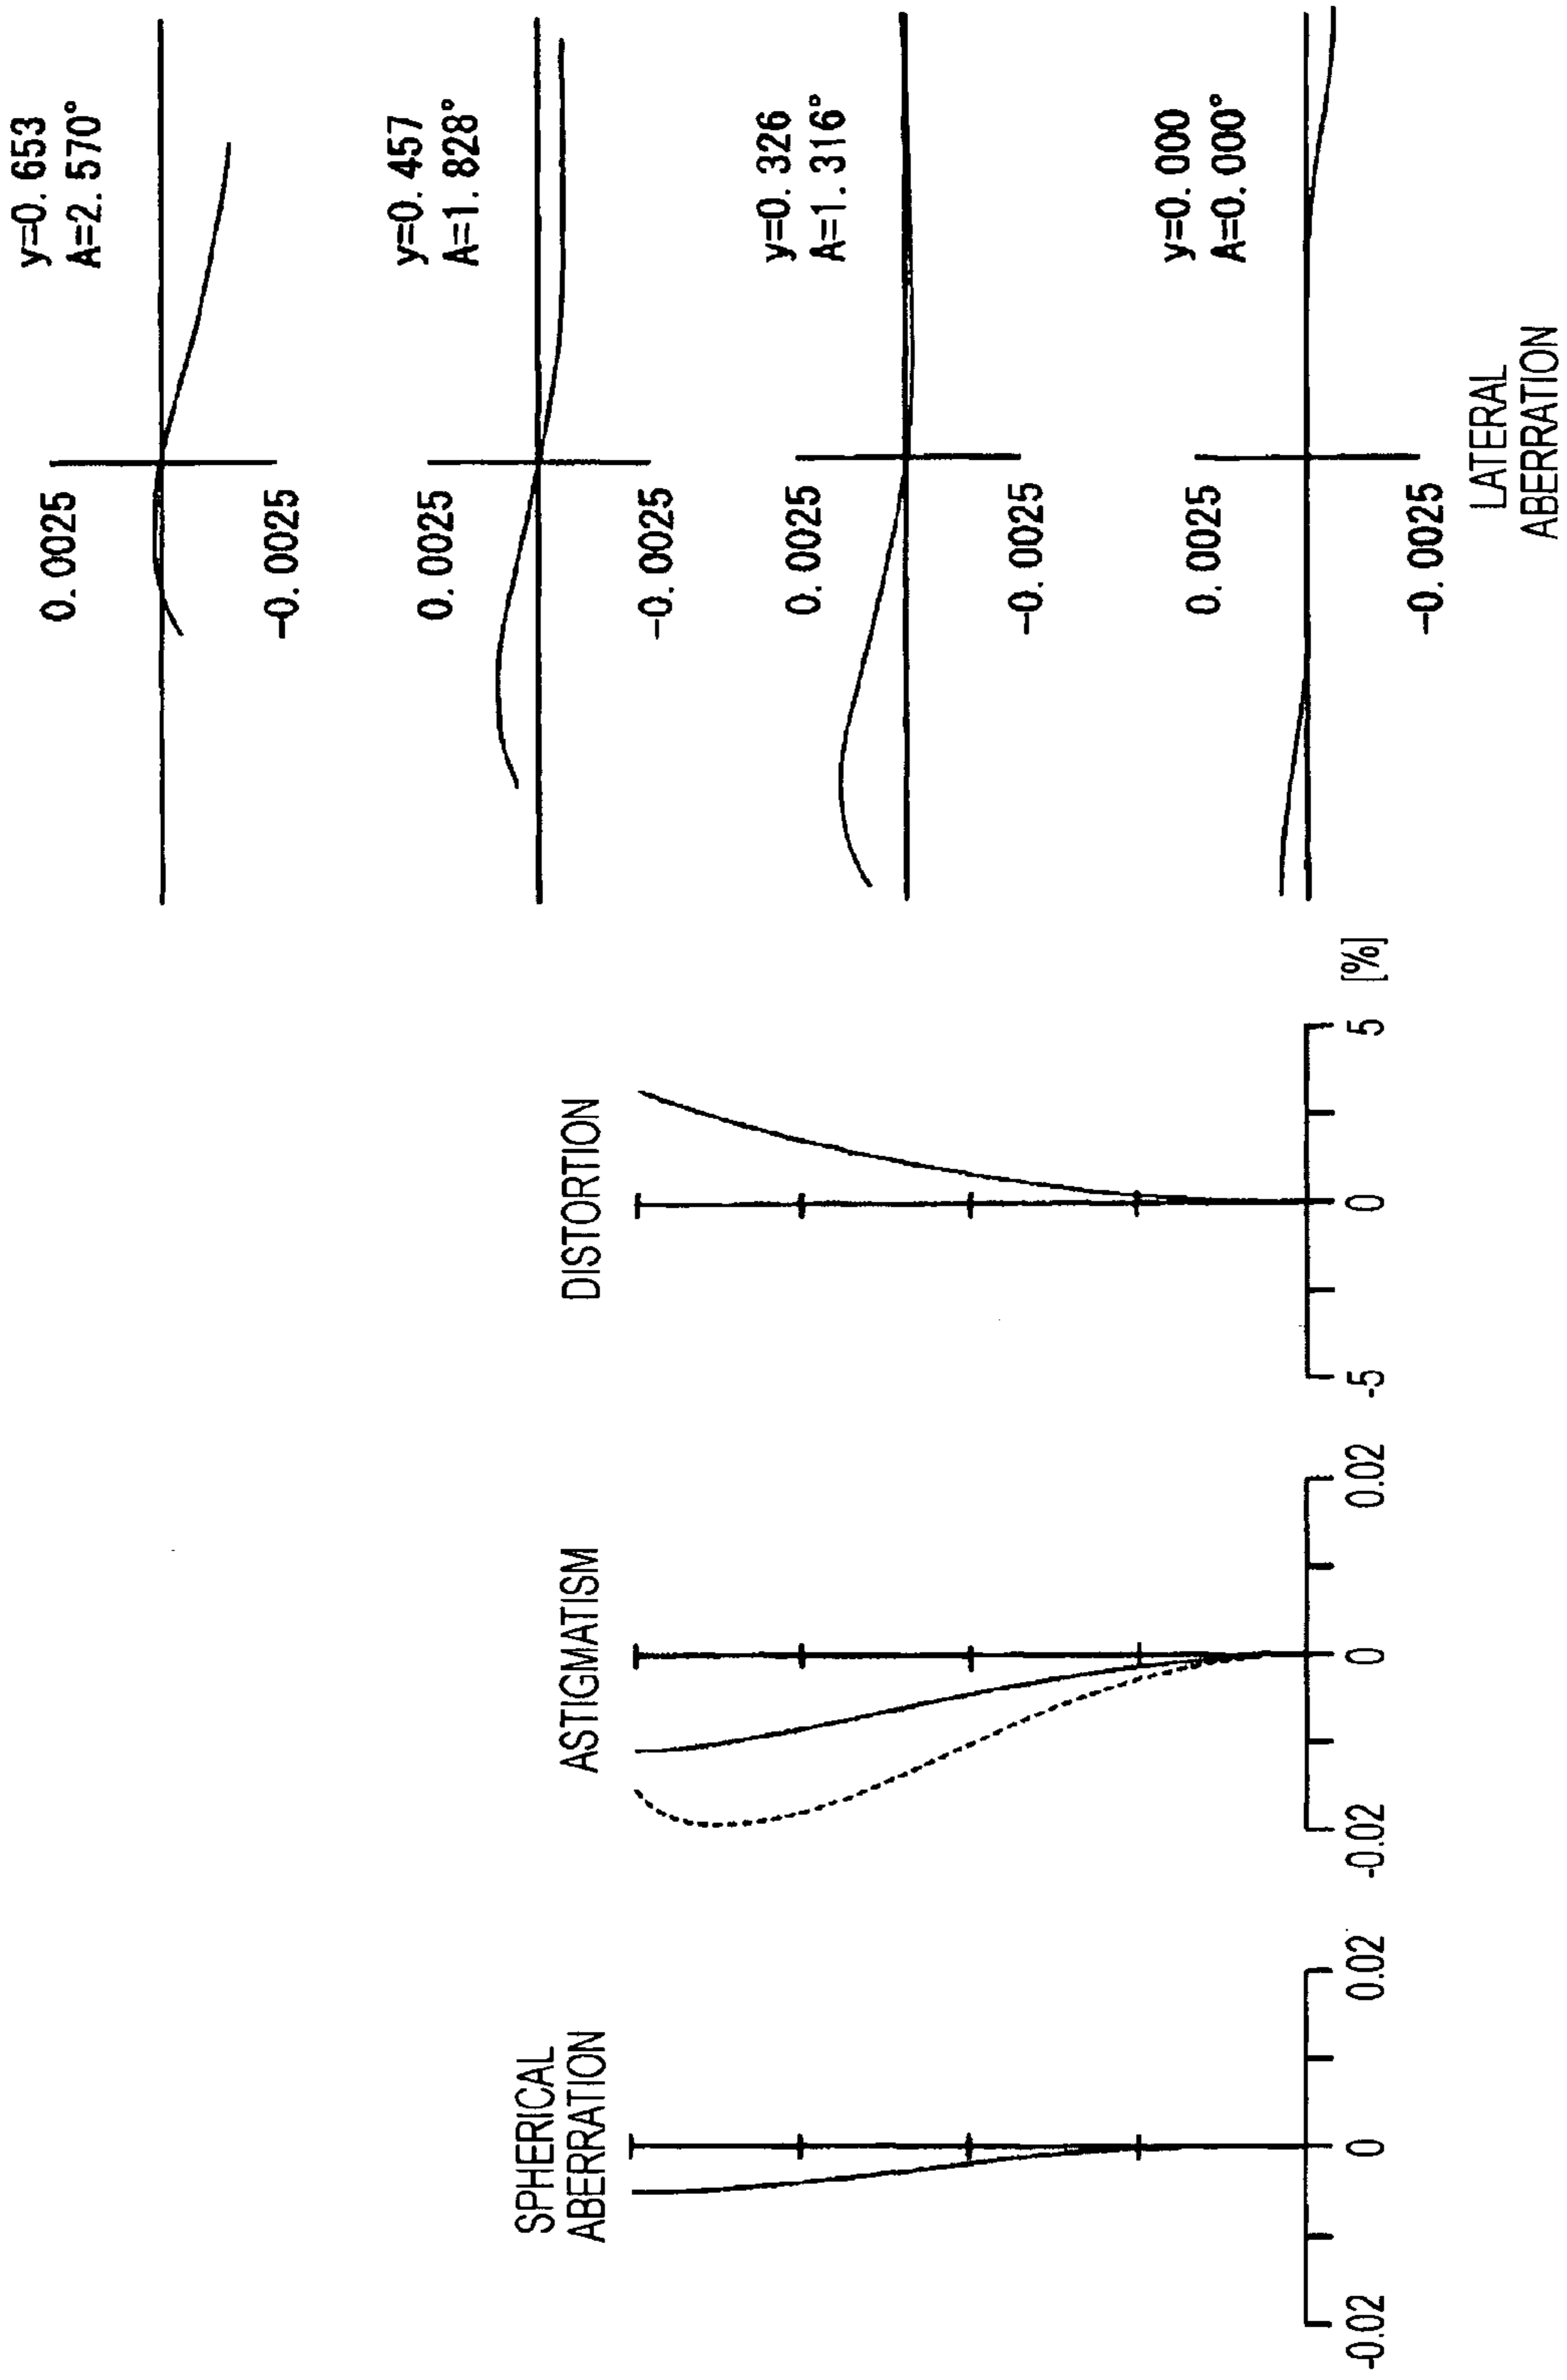 SPHERICAL
ABERRATION
-0.02
0
0.02
ASTIGMATISM
-0.02
0
0.02
DISTORTION
-5
0
5
[%]
y=0.653
A=2.570°
0.0025
-0.0025
y=0.457
A=1.828°
0.0025
-0.0025
y=0.326
A=1.316°
0.0025
-0.0025
y=0.000
A=0.000°
0.0025
-0.0025
LATERAL
ABERRATION